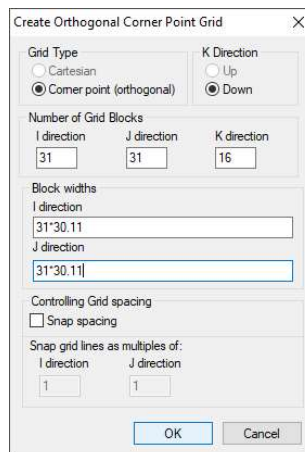 Create Orthogonal Corner Point Grid
Grid Type
Cartesian
Corner point (orthogonal)
K Direction
Up
Down
Number of Grid Blocks
I direction J direction K direction
31 31 16
Block widths
I direction
31*30.11
J direction
31*30.11
Controlling Grid spacing
Snap spacing
Snap grid lines as multiples of:
I direction J direction
1 1
OK Cancel